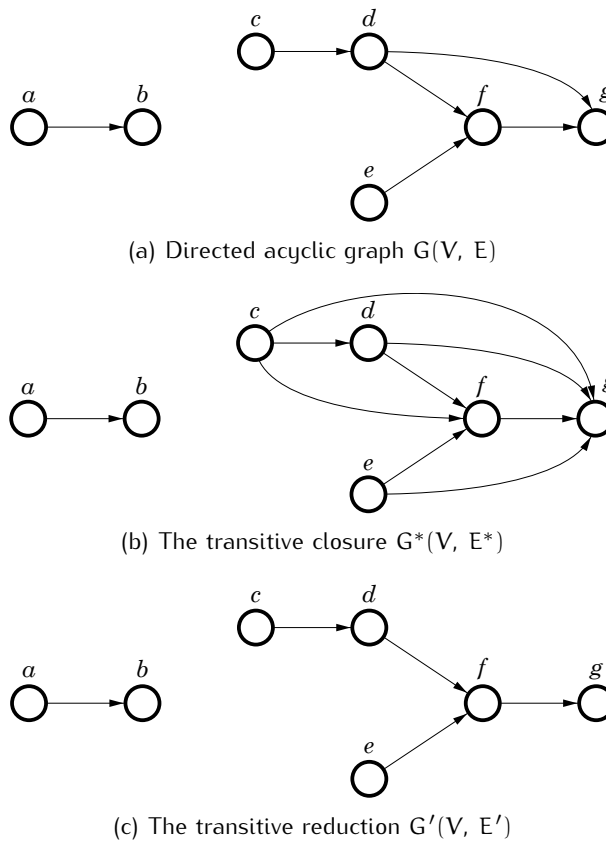 c d
a b f g
e
(a) Directed acyclic graph G(V, E)
c d
a b f g
e
(b) The transitive closure G*(V, E*)
c d
a b f g
e
(c) The transitive reduction G′(V, E′)